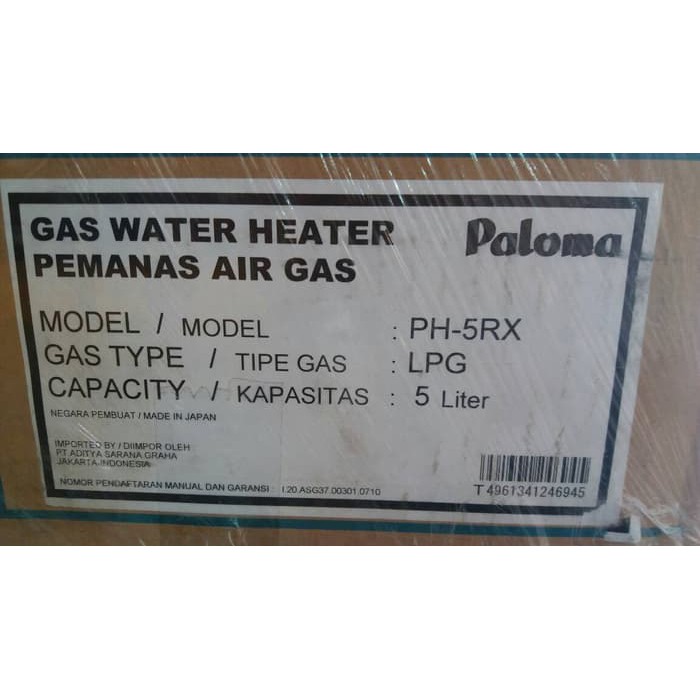 GAS WATER HEATER Paloma
PEMANAS AIR GAS
MODEL / MODEL : PH-5RX
GAS TYPE / TIPE GAS : LPG
CAPACITY / KAPASITAS : 5 Liter
NEGARA PEMBUAT / MADE IN JAPAN
IMPORTED BY / DIIMPOR OLEH
PT ADITYA SARANA GRAHA
JAKARTA-INDONESIA
NOMOR PENDAFTARAN MANUAL DAN GARANSI : I.20.ASG37.00301.0710
T4961341246945